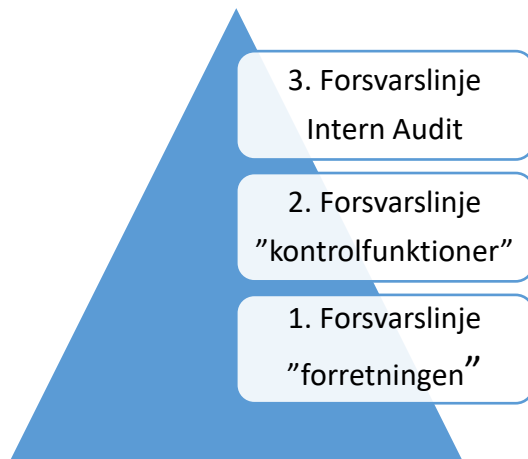 3. Forsvarslinje
Intern Audit
2. Forsvarslinje
”kontrolfunktioner”
1. Forsvarslinje
”forretningen”